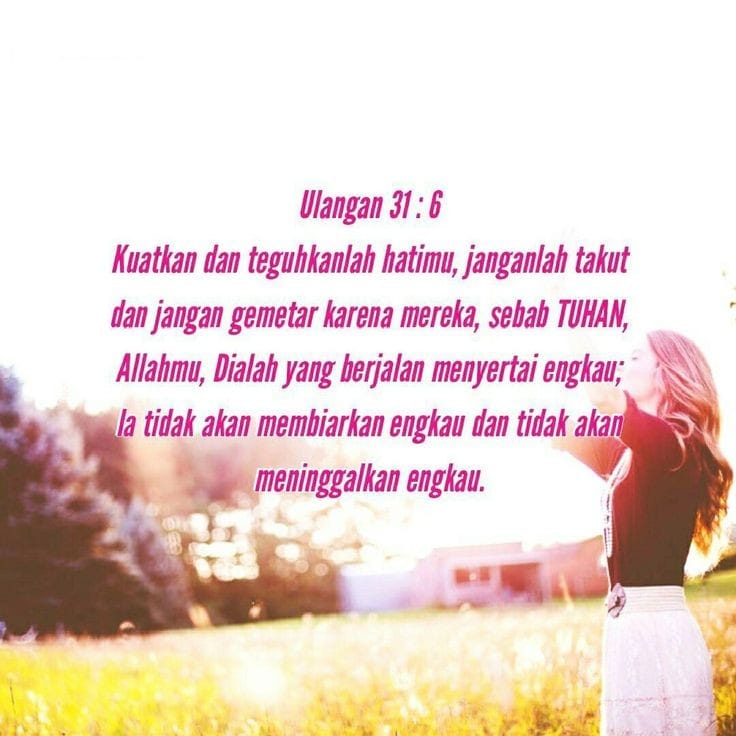 Ulangan 31 : 6
Kuatkan dan teguhkanlah hatimu, janganlah takut
dan jangan gemetar karena mereka, sebab TUHAN,
Allahmu, Dialah yang berjalan menyertai engkau;
Ia tidak akan membiarkan engkau dan tidak akan
meninggalkan engkau.